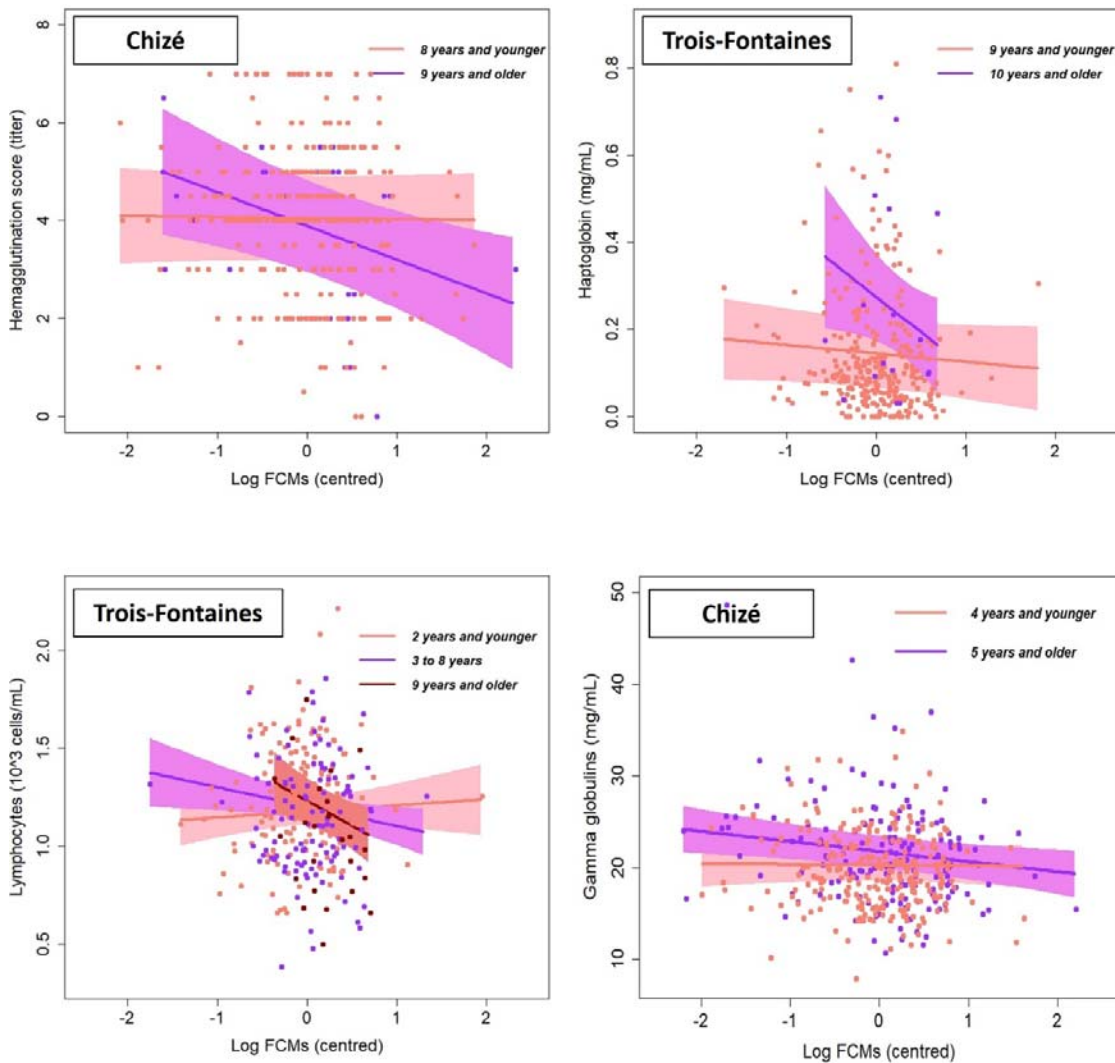 Chizé
8 years and younger
9 years and older
Hemagglutination score (titer)
8
6
4
2
0
-2 -1 0 1 2
Log FCMs (centred)
Trois-Fontaines
9 years and younger
10 years and older
Haptoglobin (mg/mL)
0.8
0.6
0.4
0.2
0.0
-2 -1 0 1 2
Log FCMs (centred)
Trois-Fontaines
2 years and younger
3 to 8 years
9 years and older
Lymphocytes (10^3 cells/mL)
2.0
1.5
1.0
0.5
-2 -1 0 1 2
Log FCMs (centred)
Chizé
4 years and younger
5 years and older
Gamma globulins (mg/mL)
50
40
30
20
10
-2 -1 0 1 2
Log FCMs (centred)